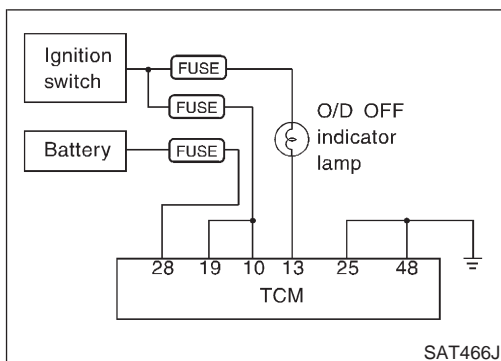 Ignition
switch
FUSE
FUSE
O/D OFF
indicator
lamp
Battery
FUSE
28 19 10 13 25 48
TCM
SAT466J